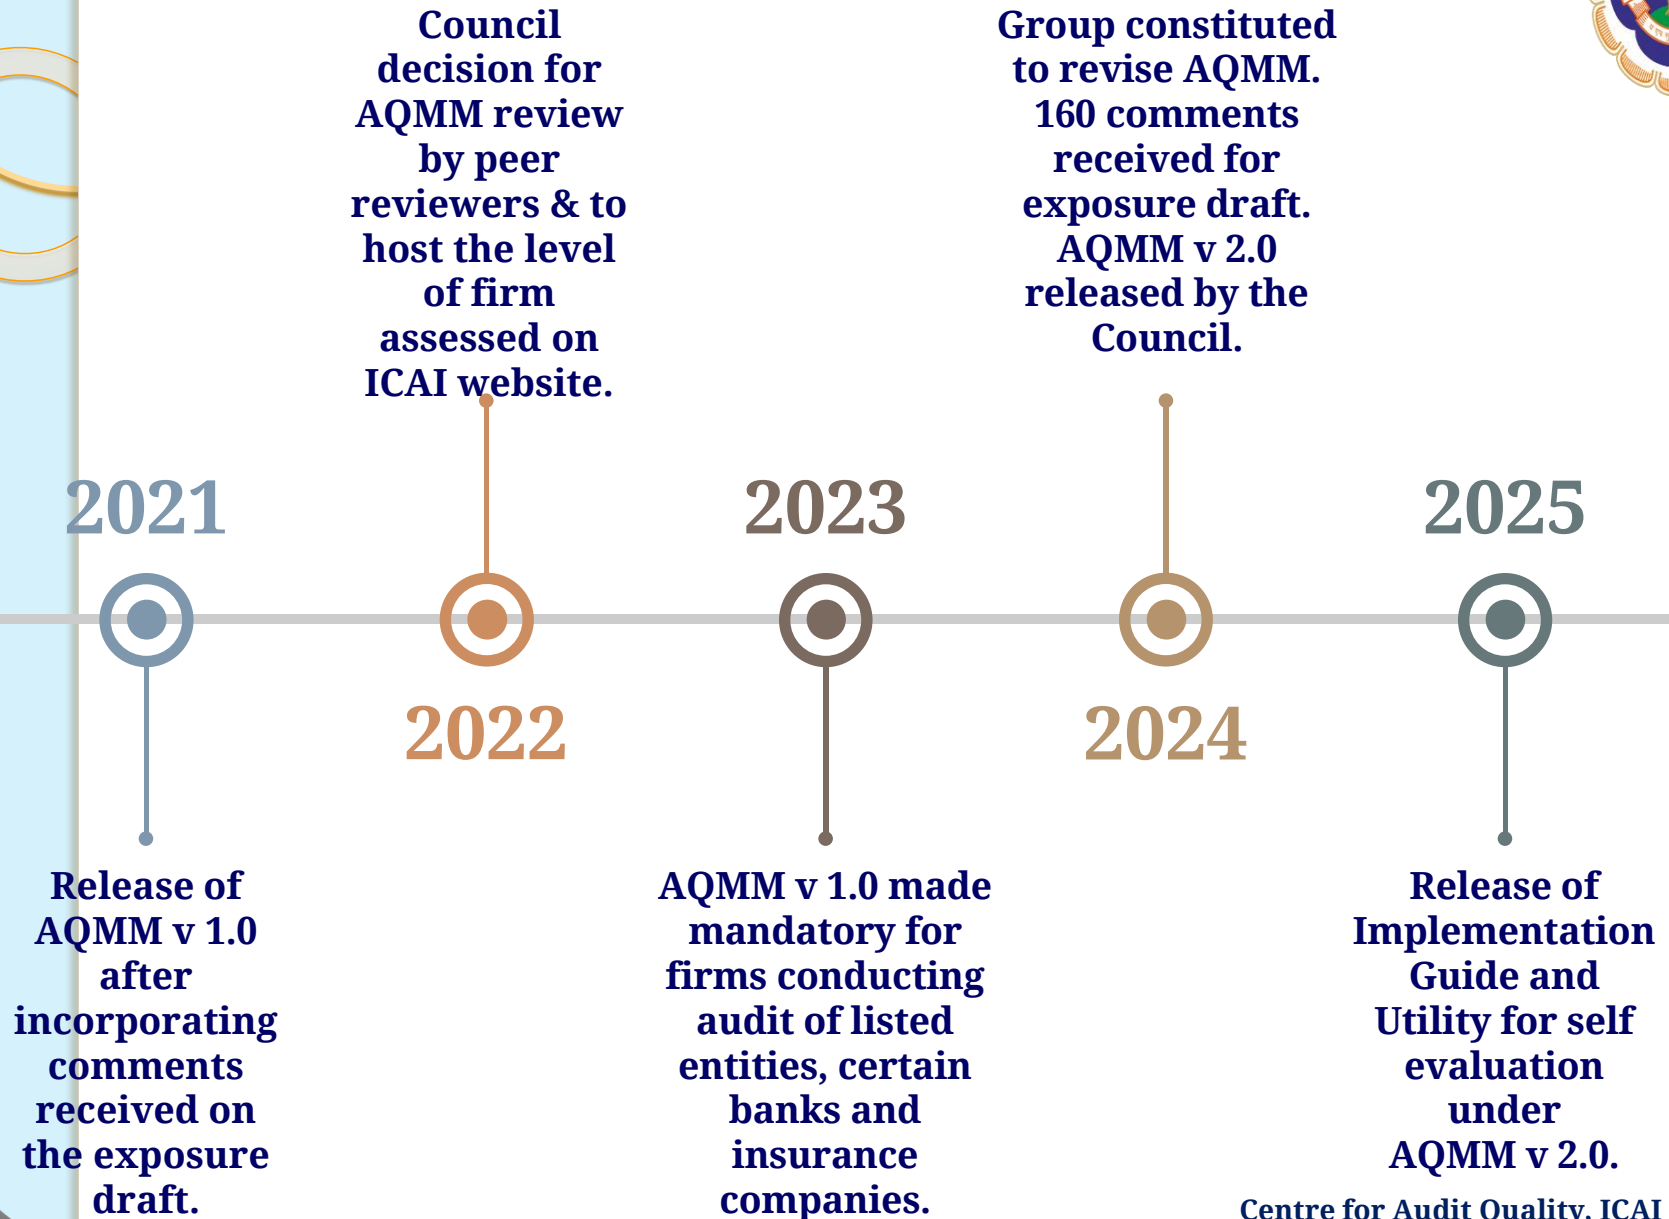 Council
decision for
AQMM review
by peer
reviewers & to
host the level
of firm
assessed on
ICAI website.
Group constituted
to revise AQMM.
160 comments
received for
exposure draft.
AQMM v 2.0
released by the
Council.
2021
2023
2025
2022
2024
Release of
AQMM v 1.0
after
incorporating
comments
received on
the exposure
draft.
AQMM v 1.0 made
mandatory for
firms conducting
audit of listed
entities, certain
banks and
insurance
companies.
Release of
Implementation
Guide and
Utility for self
evaluation
under
AQMM v 2.0.
Centre for Audit Quality, ICAI